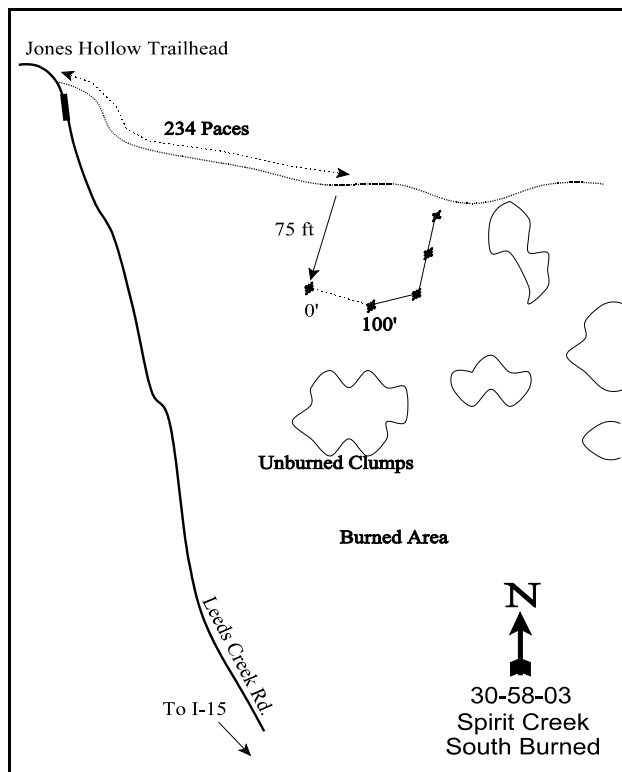 Jones Hollow Trailhead
234 Paces
75 ft
0'
100'
Unburned Clumps
Burned Area
Leeds Creek Rd.
To I-15
N
30-58-03
Spirit Creek
South Burned